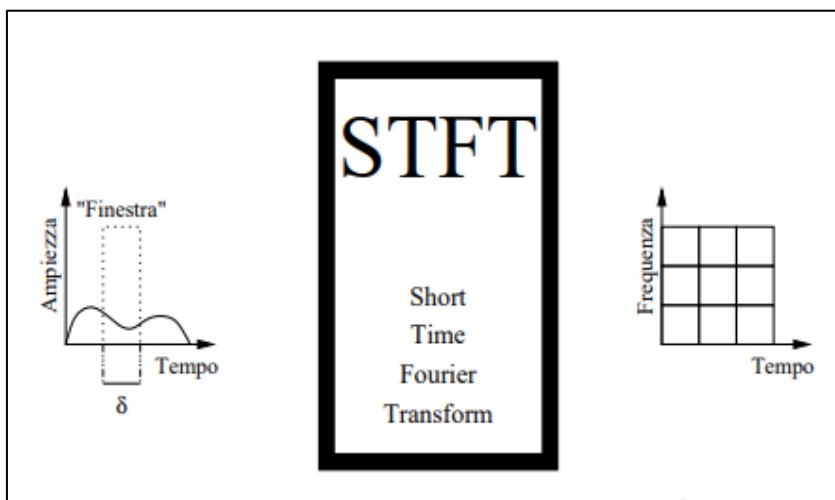 STFT
"Finestra"
Ampiezza
Tempo
δ
Short
Time
Fourier
Transform
Frequenza
Tempo